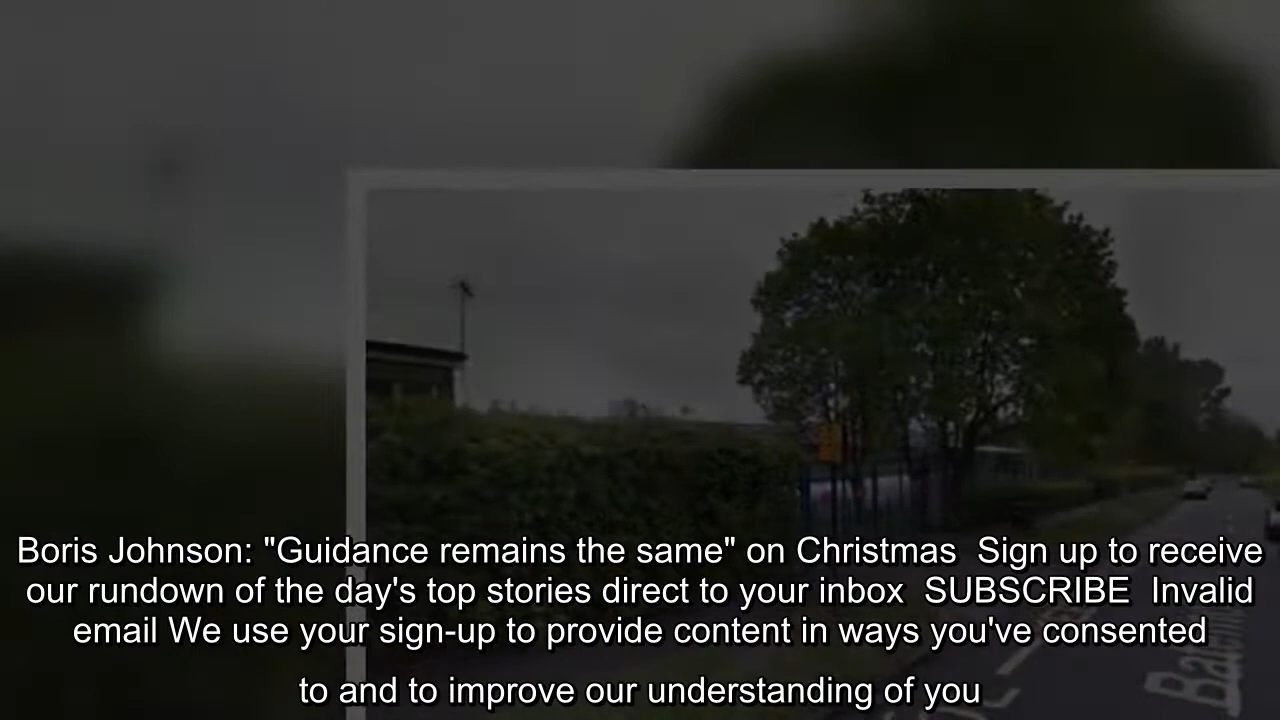 Boris Johnson: "Guidance remains the same" on Christmas  Sign up to receive
our rundown of the day's top stories direct to your inbox  SUBSCRIBE  Invalid
email We use your sign-up to provide content in ways you've consented
to and to improve our understanding of you